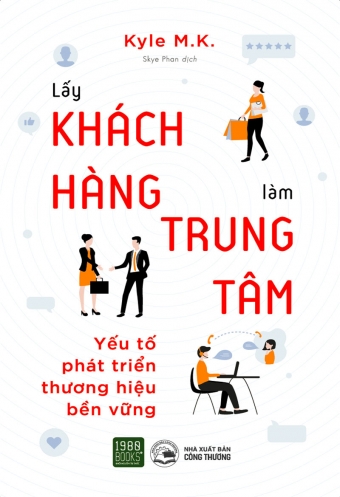 Kyle M.K.
Skye Phan dịch
Lấy
KHÁCH
HÀNG
làm
TRUNG
TÂM
Yếu tố
phát triển
thương hiệu
bền vững
1980
BOOKS
NHÀ XUẤT BẢN
CÔNG THƯƠNG